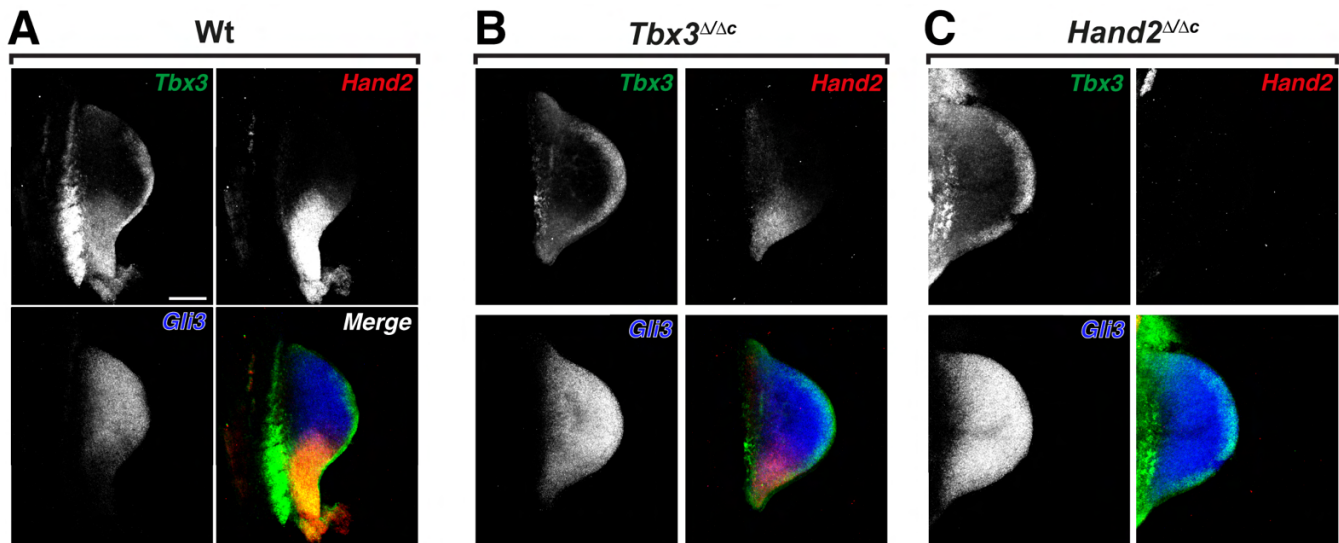 A Wt
Tbx3 Hand2
Gli3 Merge
B Tbx3Δ/Δc
Tbx3 Hand2
Gli3
C Hand2Δ/Δc
Tbx3 Hand2
Gli3